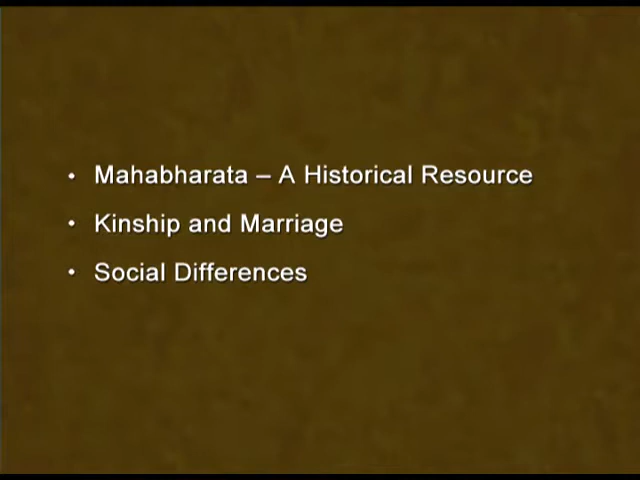 • Mahabharata – A Historical Resource
• Kinship and Marriage
• Social Differences